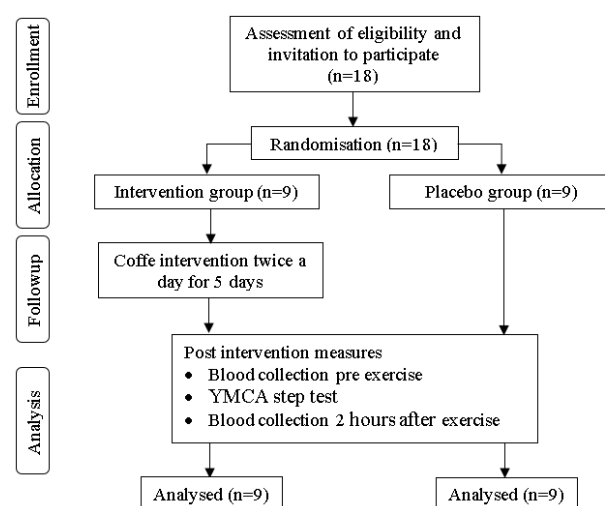 Enrollment
Assessment of eligibility and
invitation to participate
(n=18)
Allocation
Randomisation (n=18)
Intervention group (n=9)
Placebo group (n=9)
Followup
Coffe intervention twice a
day for 5 days
Analysis
Post intervention measures
• Blood collection pre exercise
• YMCA step test
• Blood collection 2 hours after exercise
Analysed (n=9)
Analysed (n=9)